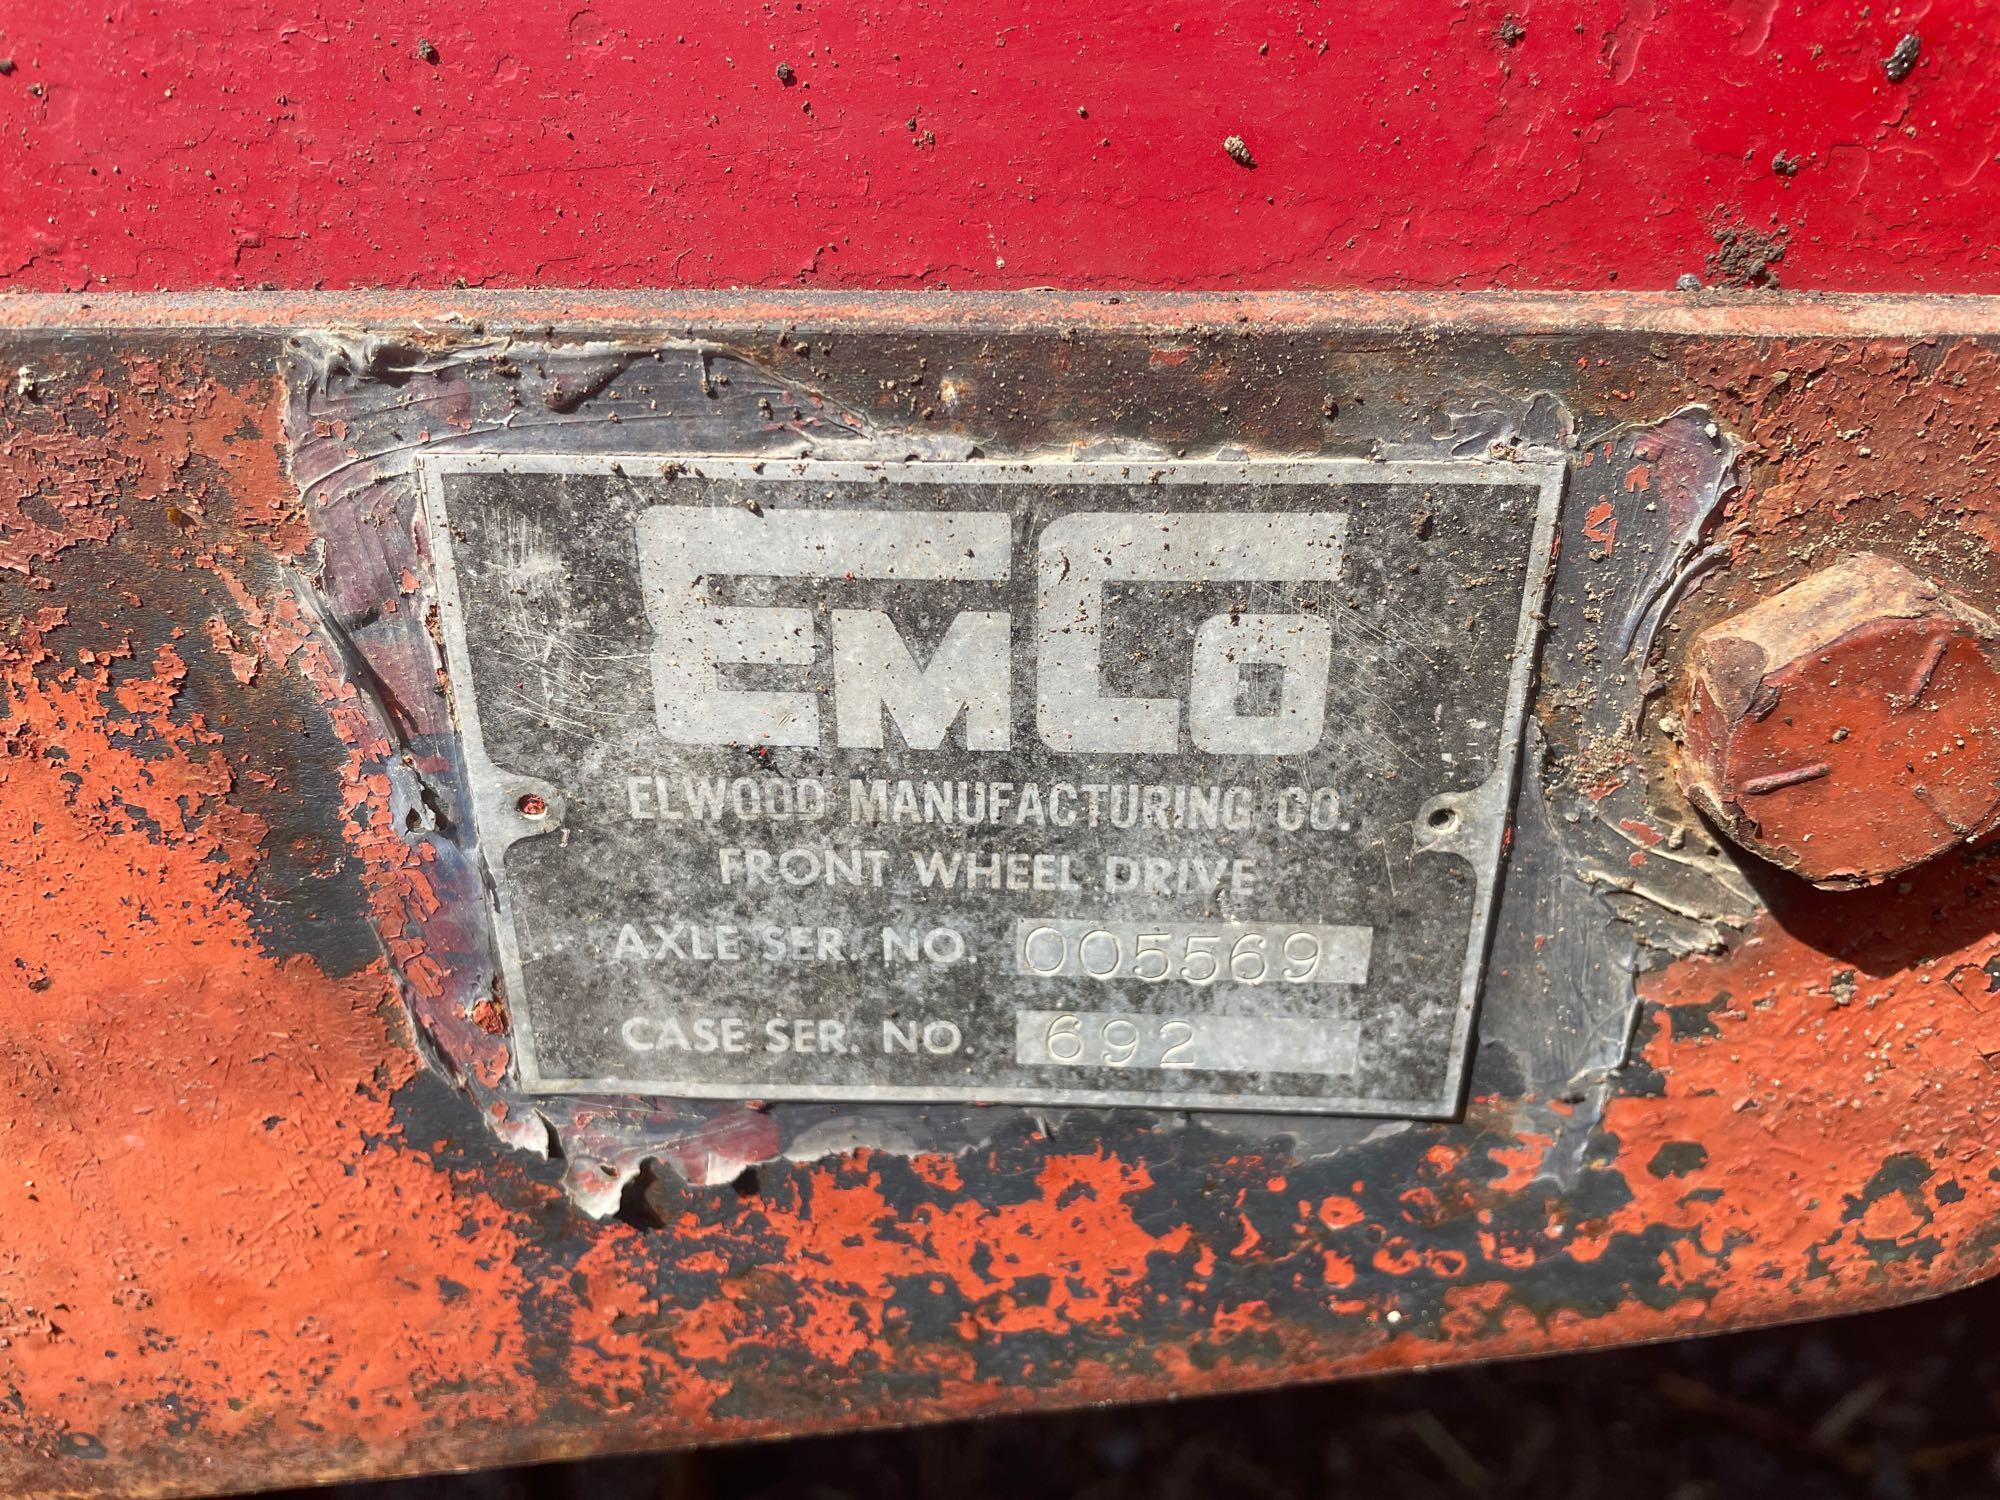 EMCO
ELWOOD MANUFACTURING CO.
FRONT WHEEL DRIVE
AXLE SER. NO. 005569
CASE SER. NO. 692